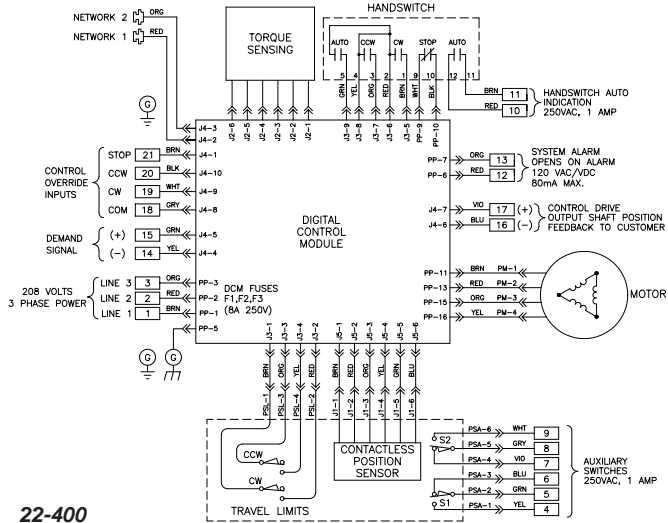 HANDSWITCH
NETWORK 2 ORG
NETWORK 1 RED
TORQUE
SENSING
AUTO CCW CW STOP AUTO
5 4 3 2 1 9 10 12 11
GRN YEL ORG RED BRN WHT BLK
BRN 11
RED 10
HANDSWITCH AUTO
INDICATION
250VAC, 1 AMP
G
J4-3
J4-2
J2-6 J2-5 J2-4 J2-3 J2-2 J2-1
J3-9 J3-8 J3-7 J3-6 J3-5 PP-9 PP-10
CONTROL
OVERRIDE
INPUTS
STOP 21 BRN J4-1
CCW 20 BLK J4-10
CW 19 WHT J4-9
COM 18 GRY J4-8
PP-7 ORG 13
PP-6 RED 12
SYSTEM ALARM
OPENS ON ALARM
120 VAC/VDC
80mA MAX.
DEMAND
SIGNAL
(+) 15 GRN J4-5
(-) 14 YEL J4-4
DIGITAL
CONTROL
MODULE
J4-7 VIO 17 (+)
J4-6 BLU 16 (-)
CONTROL DRIVE
OUTPUT SHAFT POSITION
FEEDBACK TO CUSTOMER
208 VOLTS
3 PHASE POWER
LINE 3 3 ORG PP-3
LINE 2 2 RED PP-2
LINE 1 1 BRN PP-1
PP-5
DCM FUSES
F1,F2,F3
(8A 250V)
PP-11 BRN PM-1
PP-13 RED PM-2
PP-15 ORG PM-3
PP-16 YEL PM-4
MOTOR
G G
J3-1 J3-3 J3-4 J3-2 J5-1 J5-2 J5-3 J5-4 J5-5 J5-6
BRN ORG YEL RED BRN RED ORG YEL GRN BLU
PSL-1 PSL-3 PSL-4 PSL-2 J1-1 J1-2 J1-3 J1-4 J1-5 J1-6
CCW
CW
TRAVEL LIMITS
CONTACTLESS
POSITION
SENSOR
S2
S1
PSA-6 WHT 9
PSA-5 GRY 8
PSA-4 VIO 7
PSA-3 BLU 6
PSA-2 GRN 5
PSA-1 YEL 4
AUXILIARY
SWITCHES
250VAC, 1 AMP
22-400